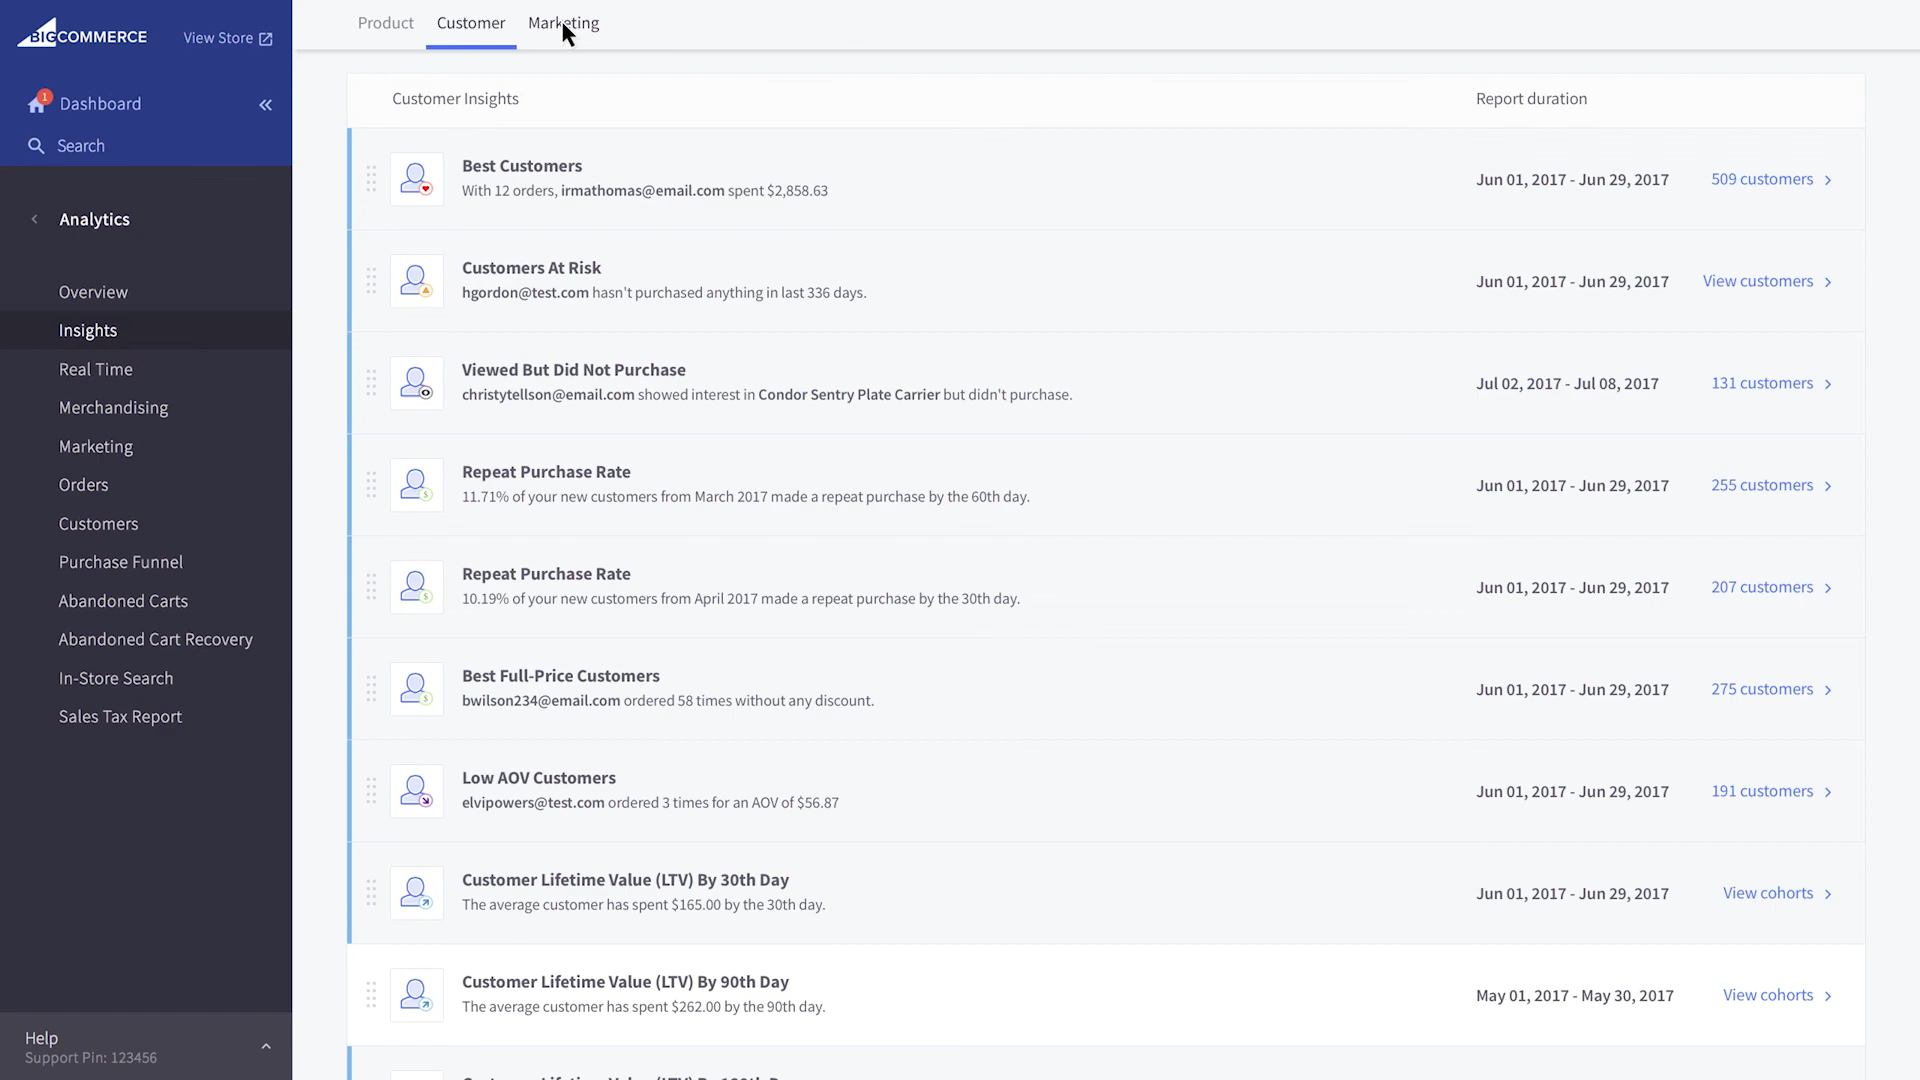 BIGCOMMERCE
View Store
1
Dashboard
Search
Analytics
Overview
Insights
Real Time
Merchandising
Marketing
Orders
Customers
Purchase Funnel
Abandoned Carts
Abandoned Cart Recovery
In-Store Search
Sales Tax Report
Help
Support Pin: 123456
Product Customer Marketing
Customer Insights Report duration
Best Customers
With 12 orders, irmathomas@email.com spent $2,858.63
Jun 01, 2017 - Jun 29, 2017 509 customers
Customers At Risk
hgordon@test.com hasn't purchased anything in last 336 days.
Jun 01, 2017 - Jun 29, 2017 View customers
Viewed But Did Not Purchase
christytellson@email.com showed interest in Condor Sentry Plate Carrier but didn't purchase.
Jul 02, 2017 - Jul 08, 2017 131 customers
Repeat Purchase Rate
11.71% of your new customers from March 2017 made a repeat purchase by the 60th day.
Jun 01, 2017 - Jun 29, 2017 255 customers
Repeat Purchase Rate
10.19% of your new customers from April 2017 made a repeat purchase by the 30th day.
Jun 01, 2017 - Jun 29, 2017 207 customers
Best Full-Price Customers
bwilson234@email.com ordered 58 times without any discount.
Jun 01, 2017 - Jun 29, 2017 275 customers
Low AOV Customers
elvipowers@test.com ordered 3 times for an AOV of $56.87
Jun 01, 2017 - Jun 29, 2017 191 customers
Customer Lifetime Value (LTV) By 30th Day
The average customer has spent $165.00 by the 30th day.
Jun 01, 2017 - Jun 29, 2017 View cohorts
Customer Lifetime Value (LTV) By 90th Day
The average customer has spent $262.00 by the 90th day.
May 01, 2017 - May 30, 2017 View cohorts